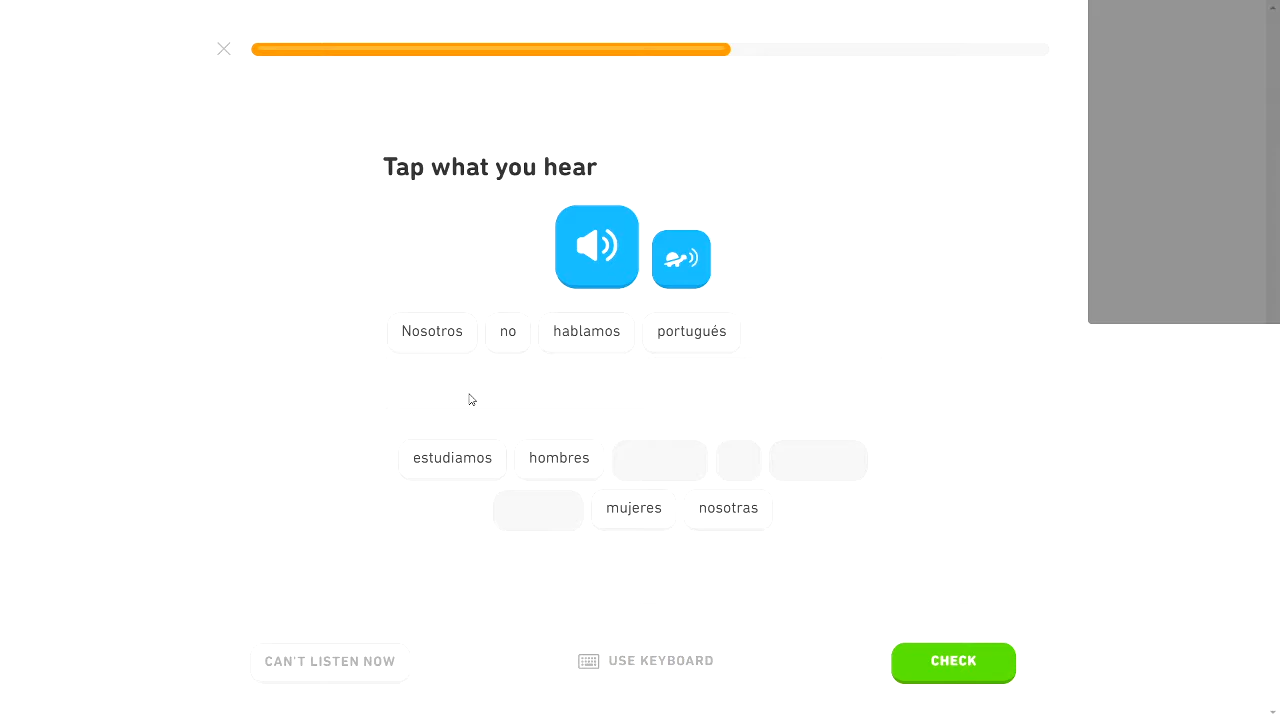 Tap what you hear
Nosotros no hablamos portugués
estudiamos hombres
mujeres nosotras
CAN'T LISTEN NOW USE KEYBOARD CHECK